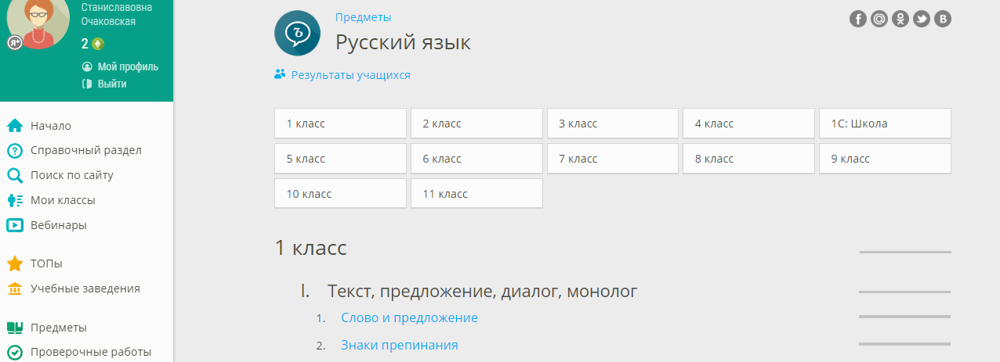 Станиславовна
Очаковская
Я+
2
Мой профиль
Выйти
Начало
Справочный раздел
Поиск по сайту
Мои классы
Вебинары
ТОПы
Учебные заведения
Предметы
Проверочные работы
Ъ
Предметы
Русский язык
Результаты учащихся
1 класс
2 класс
3 класс
4 класс
1С: Школа
5 класс
6 класс
7 класс
8 класс
9 класс
10 класс
11 класс
1 класс
I. Текст, предложение, диалог, монолог
1. Слово и предложение
2. Знаки препинания